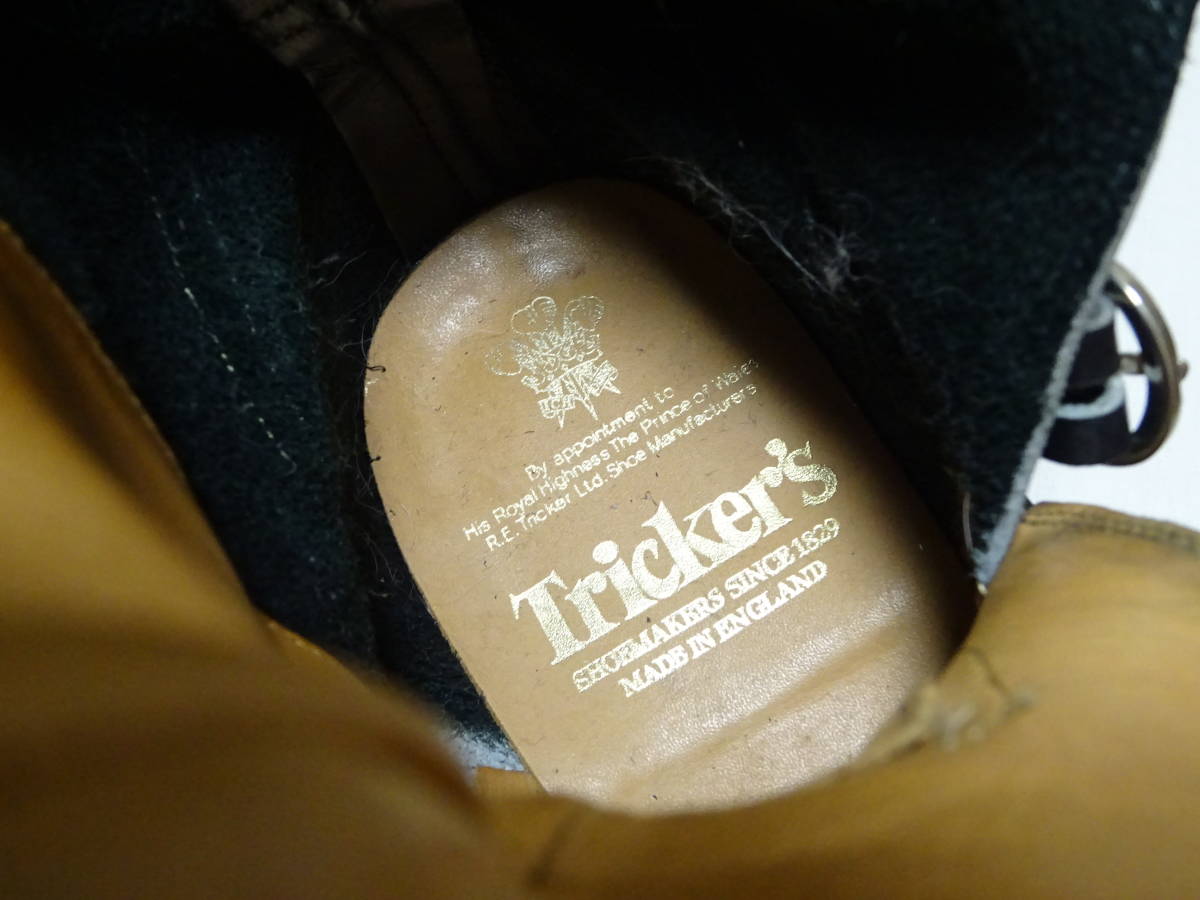 By appointment to
His Royal Highness The Prince of Wales
R.E. Tricker Ltd. Shoe Manufacturers
Tricker's
SHOEMAKERS SINCE 1829
MADE IN ENGLAND